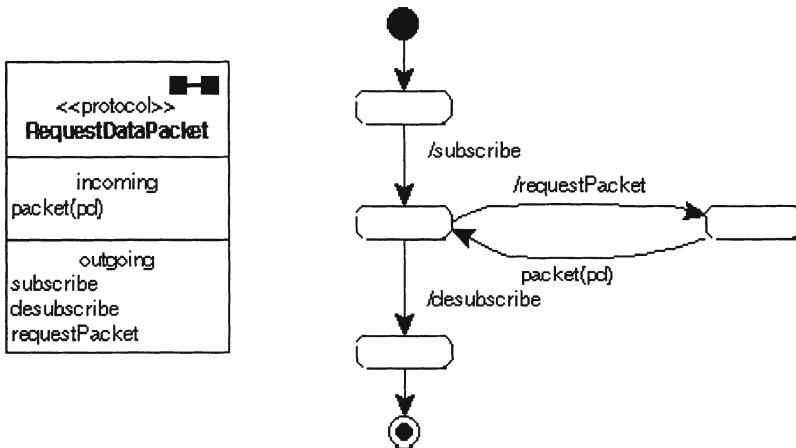 <<protocol>>
RequestDataPacket
incoming
packet(pd)
outgoing
subscribe
desubscribe
requestPacket
/subscribe
/requestPacket
packet(pd)
/desubscribe